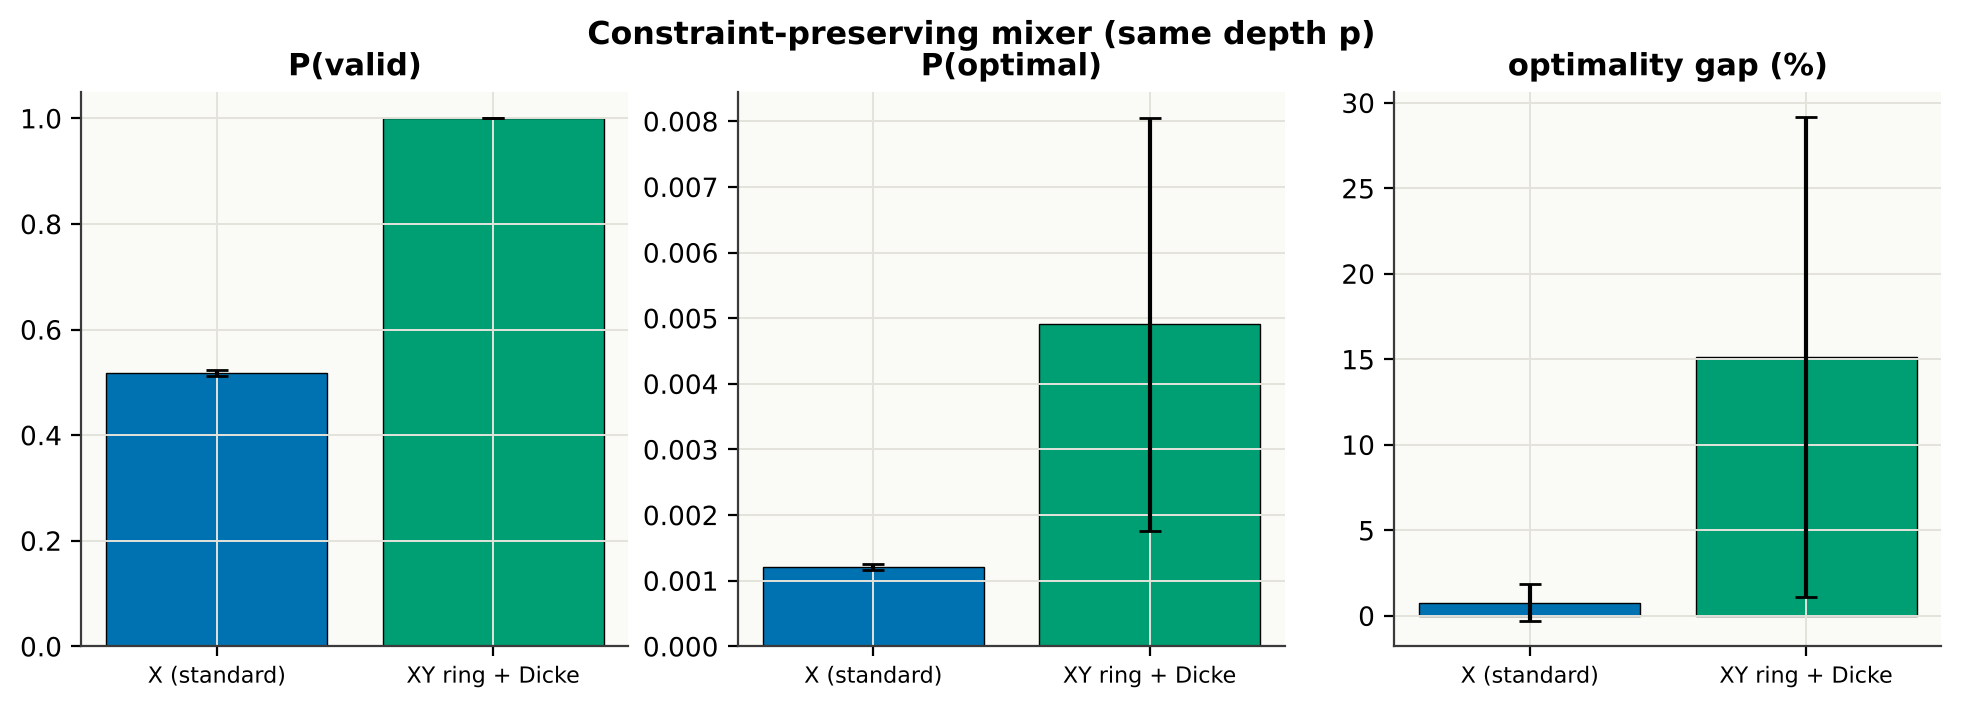 Constraint-preserving mixer (same depth p)
P(valid)
1.0
0.8
0.6
0.4
0.2
0.0
X (standard)
XY ring + Dicke
P(optimal)
0.008
0.007
0.006
0.005
0.004
0.003
0.002
0.001
0.000
X (standard)
XY ring + Dicke
optimality gap (%)
30
25
20
15
10
5
0
X (standard)
XY ring + Dicke